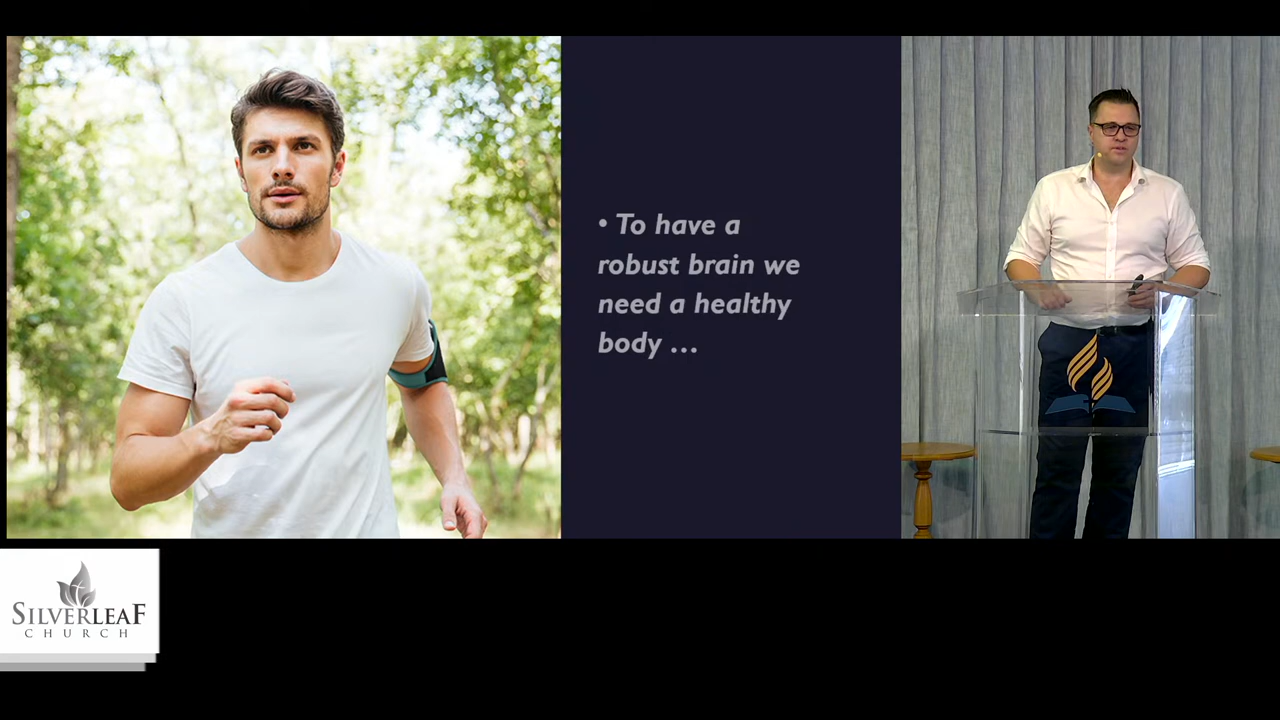 • To have a
robust brain we
need a healthy
body ...
SILVERLEAF
CHURCH